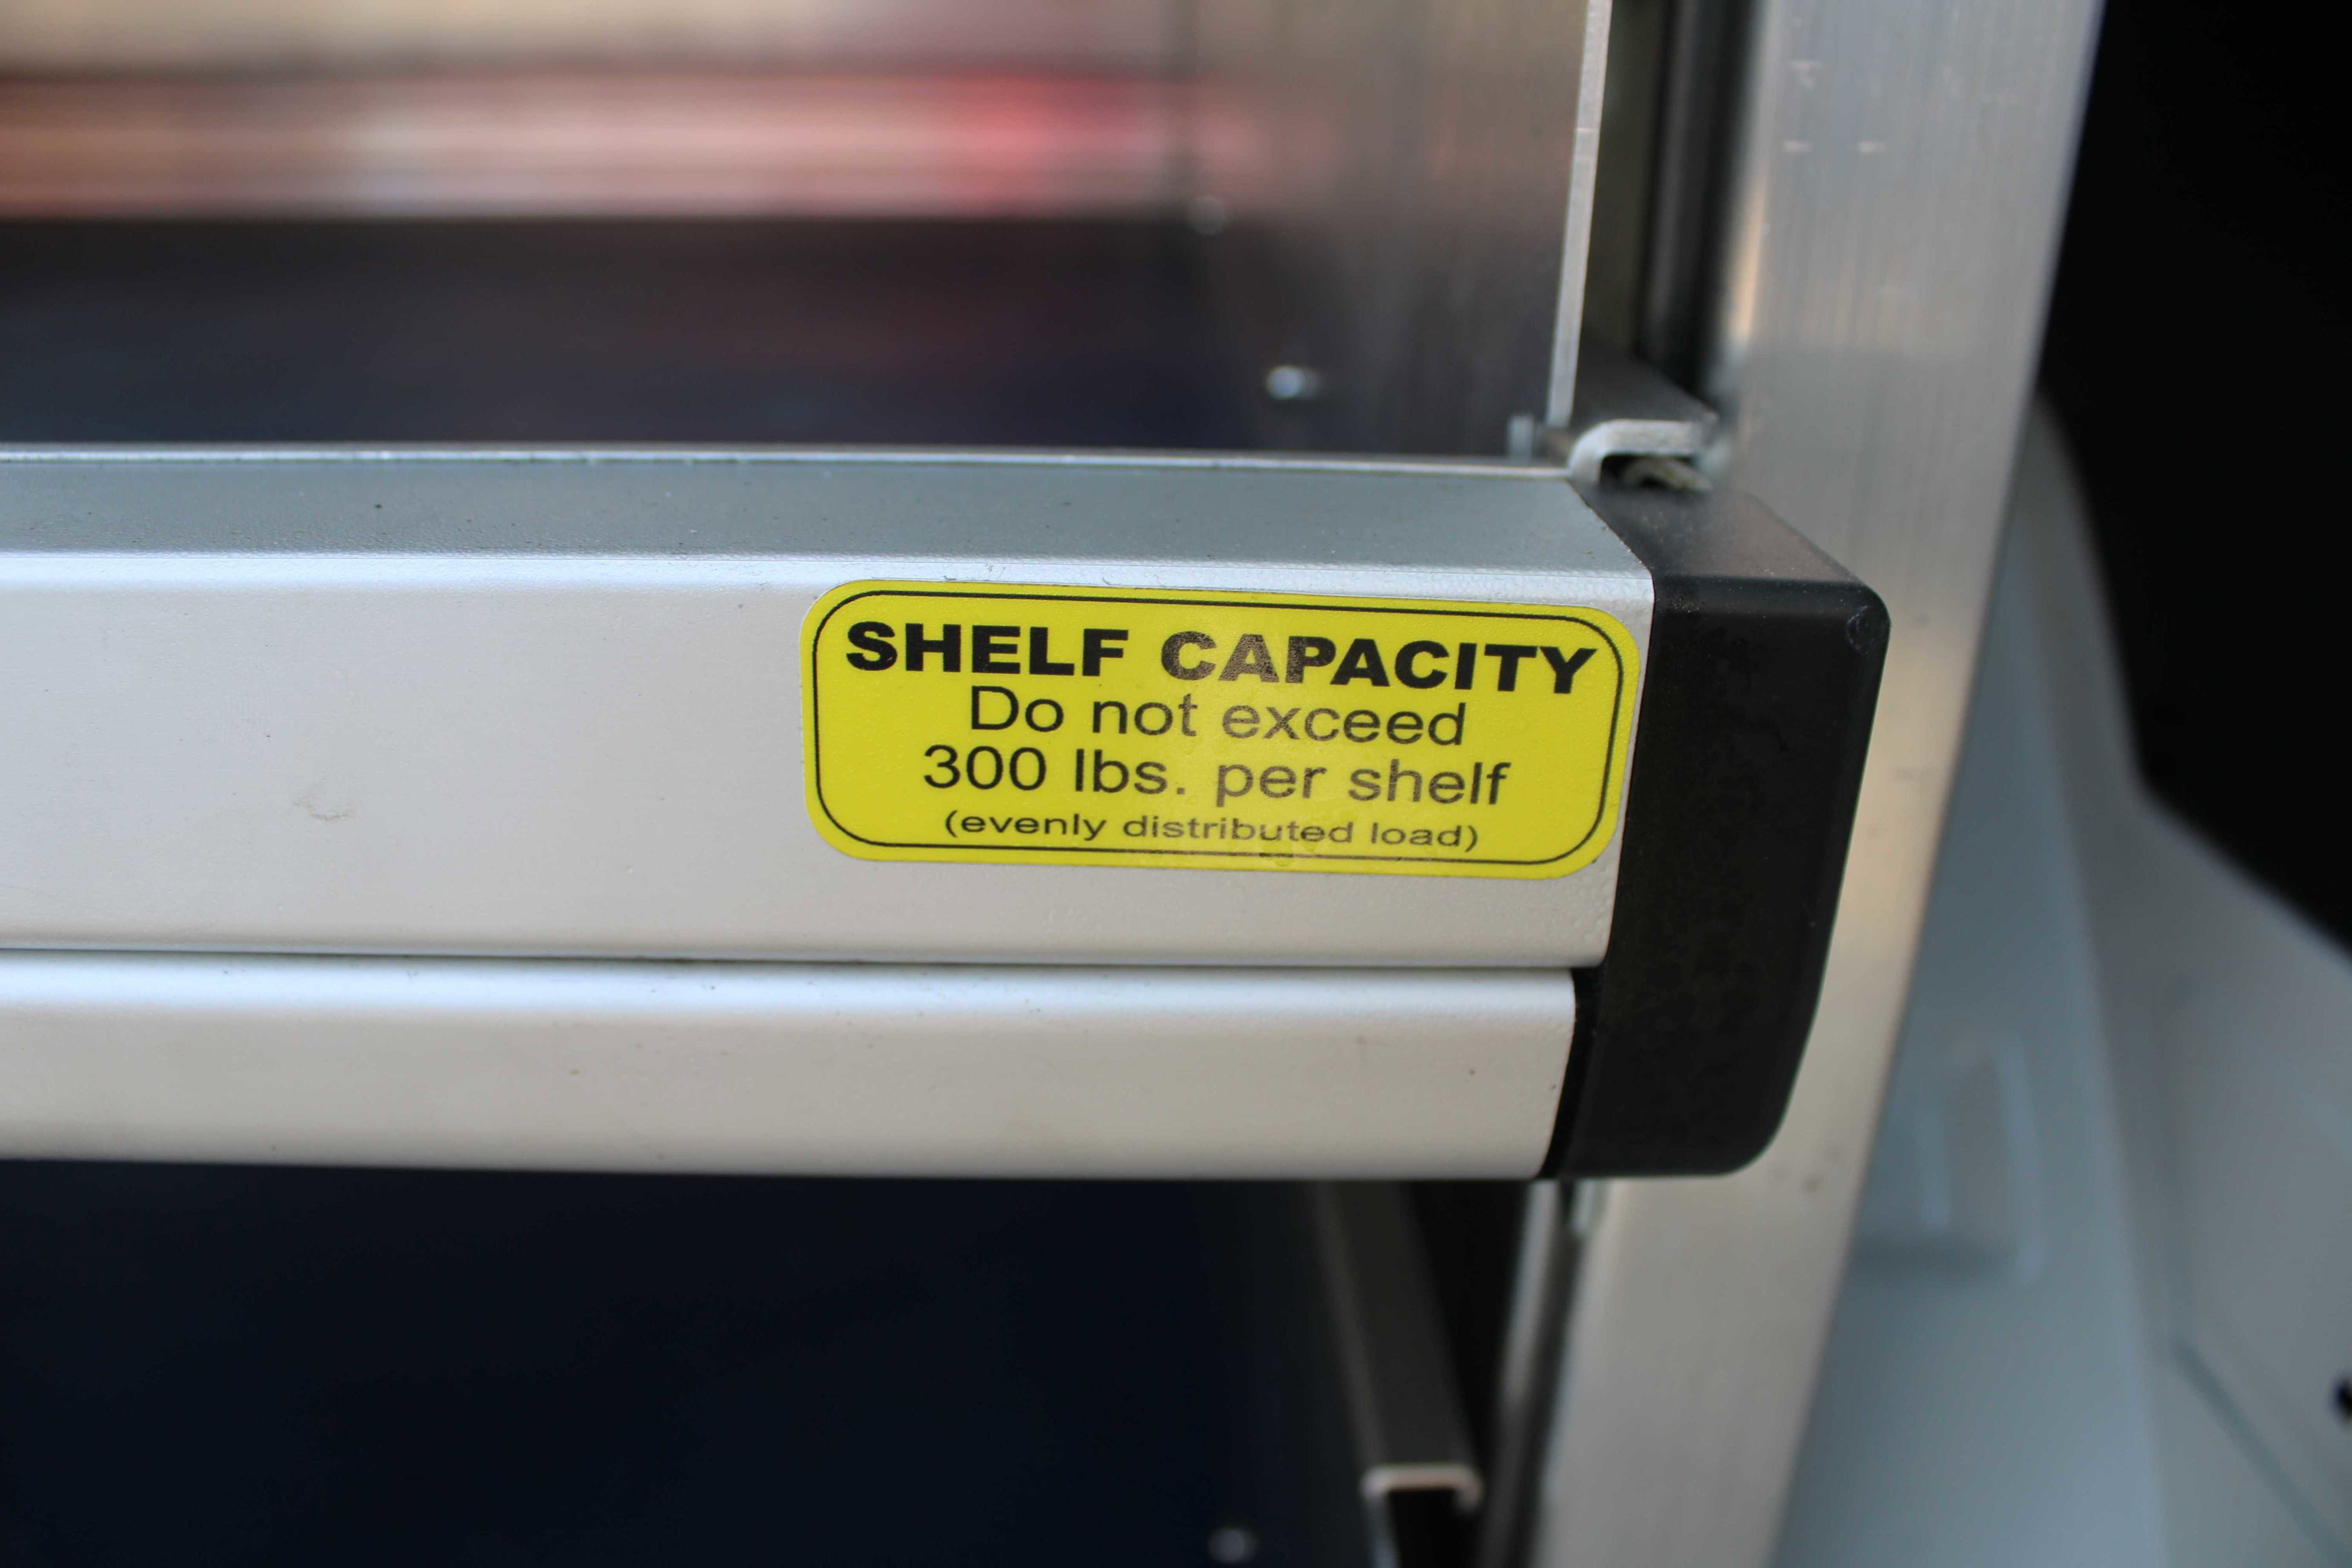 SHELF CAPACITY
Do not exceed
300 lbs. per shelf
(evenly distributed load)